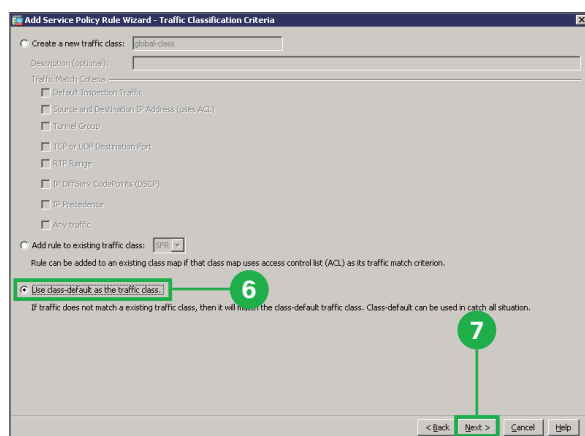 Add Service Policy Rule Wizard - Traffic Classification Criteria
Create a new traffic class: global-class
Description (optional):
Traffic Match Criteria
Default Inspection Traffic
Source and Destination IP Address (uses ACL)
Tunnel Group
TCP or UDP Destination Port
RTP Range
IP DiffServ CodePoints (DSCP)
IP Precedence
Any traffic
Add rule to existing traffic class: SFR
Rule can be added to an existing class map if that class map uses access control list (ACL) as its traffic match criterion.
Use class-default as the traffic class. 6
If traffic does not match a existing traffic class, then it will match the class-default traffic class. Class-default can be used in catch all situation.
7
< Back Next > Cancel Help